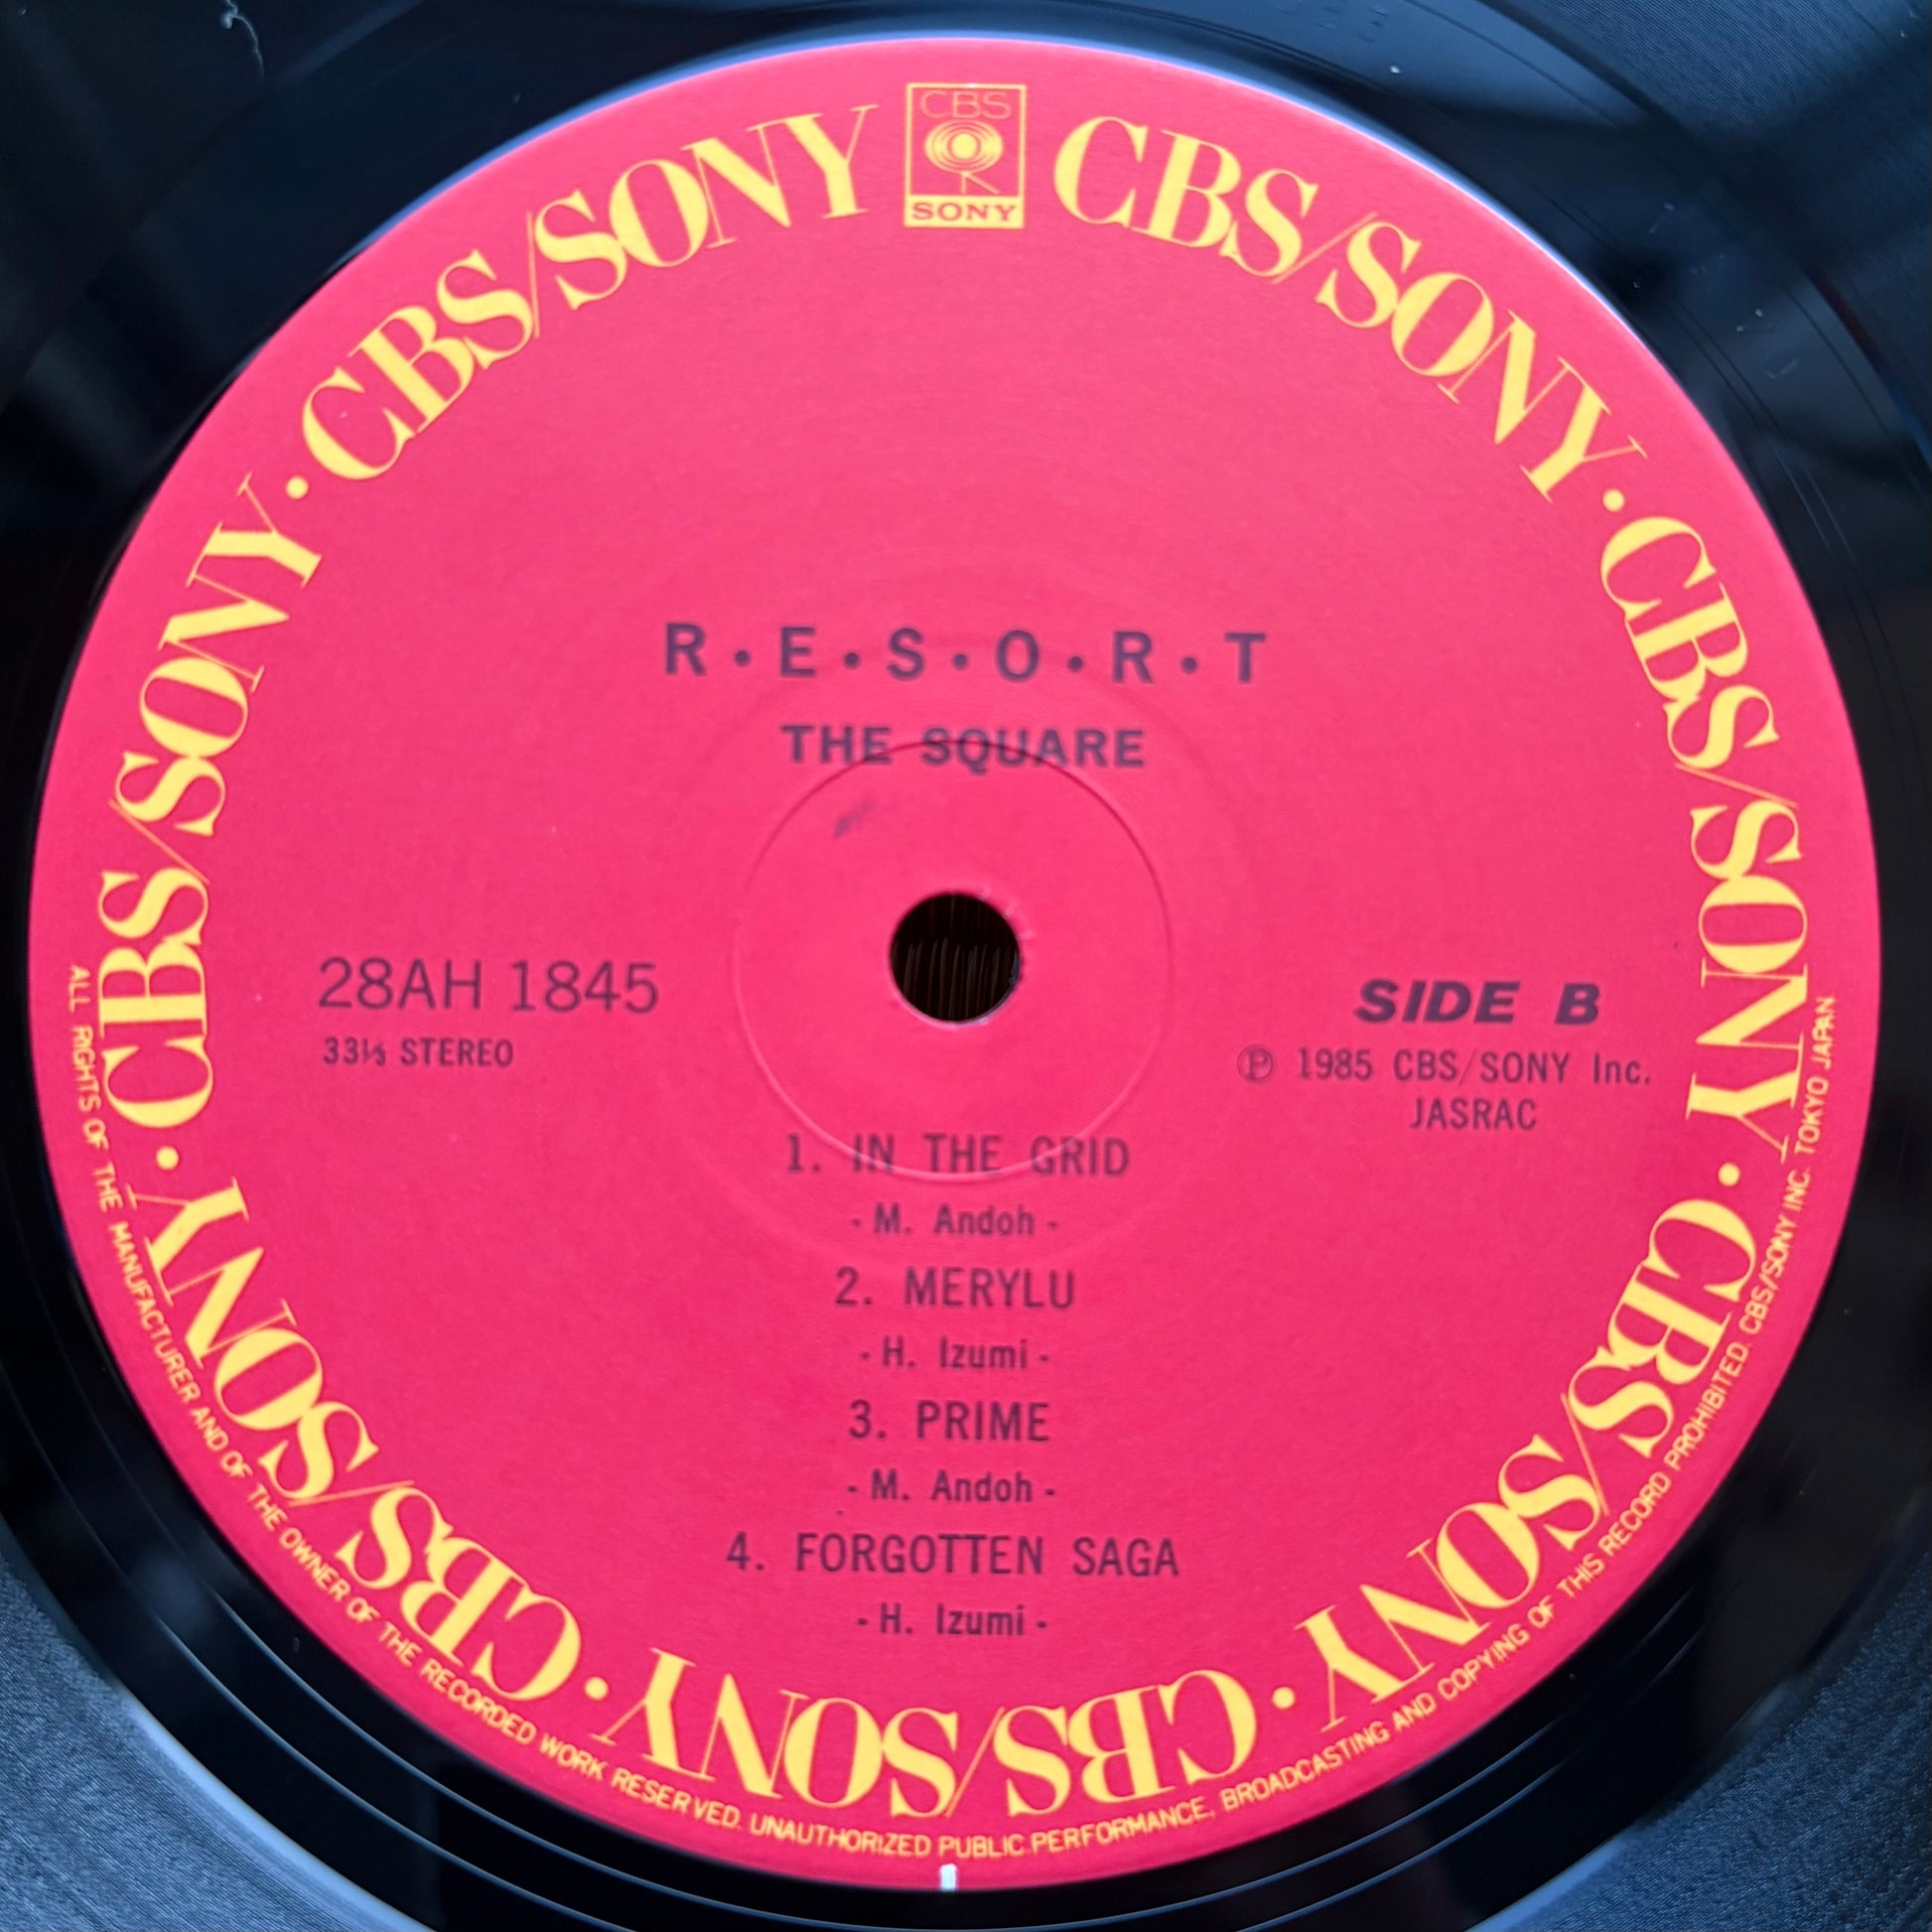 CBS
SONY
CBS/SONY · CBS/SONY · CBS/SONY · CBS/SONY · CBS/SONY · CBS/SONY · CBS/SONY
R·E·S·O·R·T
THE SQUARE
28AH 1845
33⅓ STEREO
SIDE B
Ⓟ 1985 CBS/SONY Inc.
JASRAC
1. IN THE GRID
- M. Andoh -
2. MERYLU
- H. Izumi -
3. PRIME
- M. Andoh -
4. FORGOTTEN SAGA
- H. Izumi -
ALL RIGHTS OF THE MANUFACTURER AND OF THE OWNER OF THE RECORDED WORK RESERVED. UNAUTHORIZED PUBLIC PERFORMANCE, BROADCASTING AND COPYING OF THIS RECORD PROHIBITED. CBS/SONY INC. TOKYO JAPAN